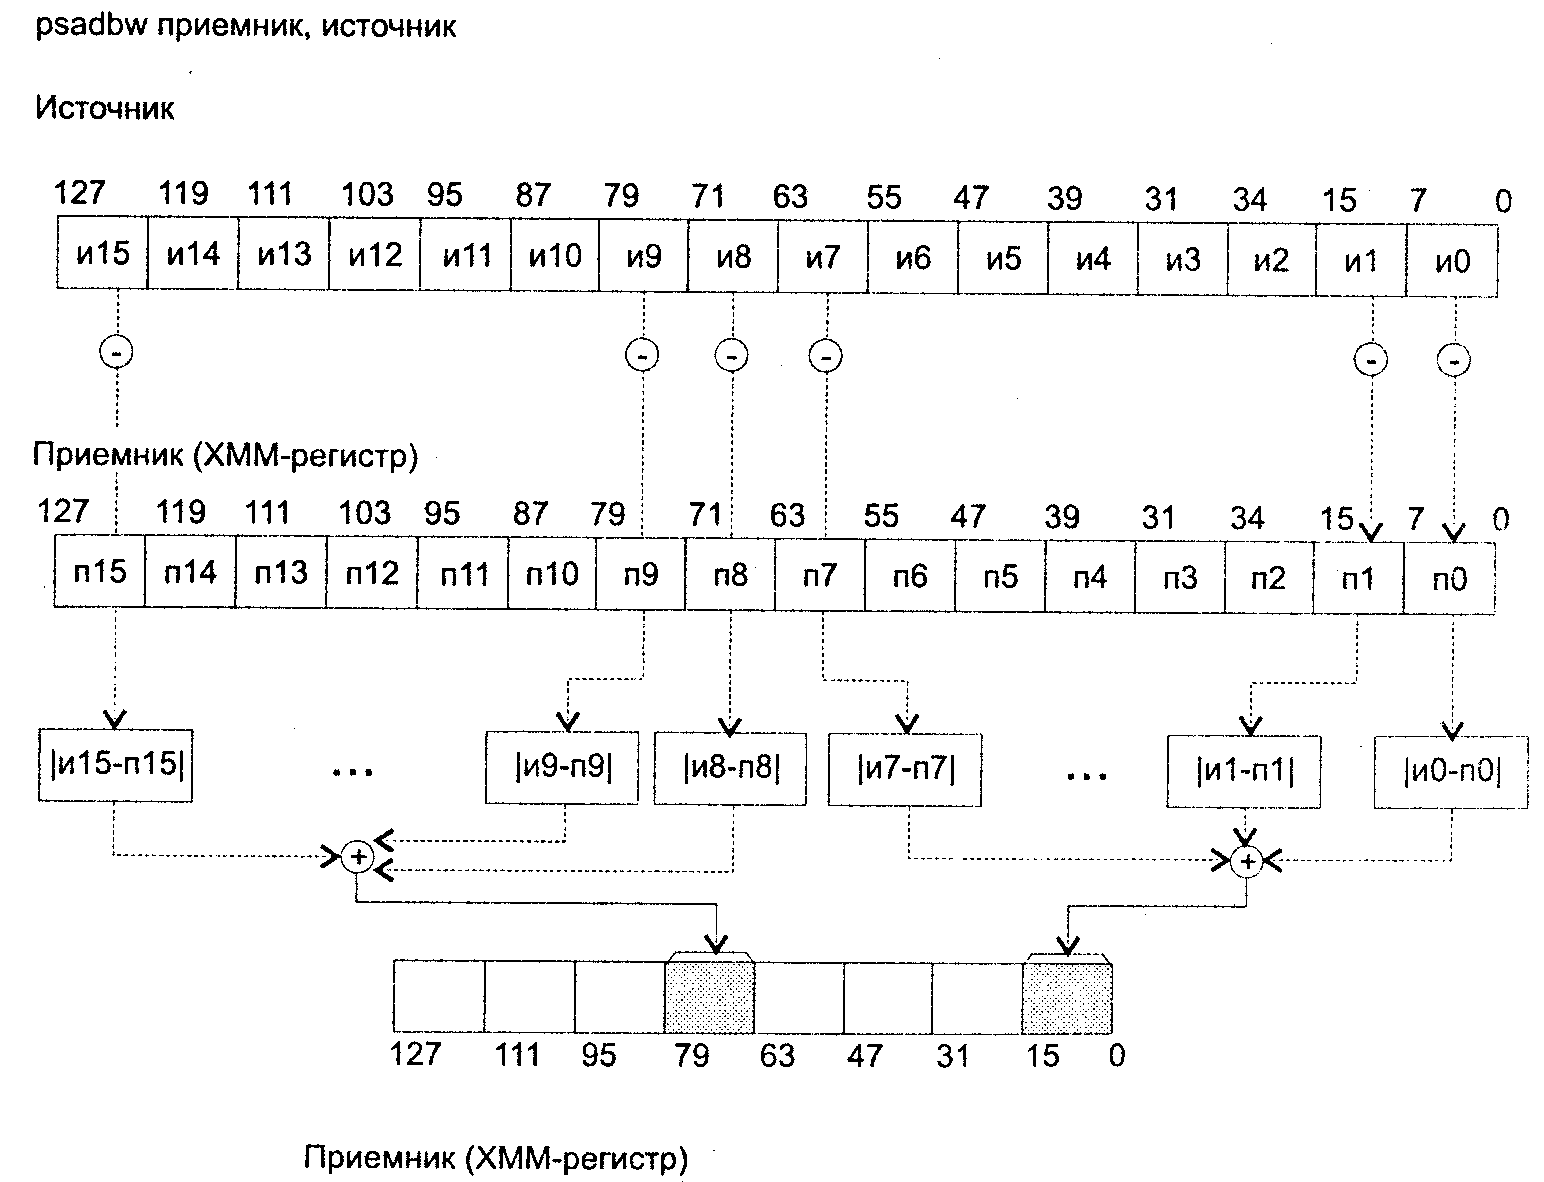 psadbw приемник, источник
Источник
127 119 111 103 95 87 79 71 63 55 47 39 31 34 15 7 0
и15 и14 и13 и12 и11 и10 и9 и8 и7 и6 и5 и4 и3 и2 и1 и0
- - - - - -
Приемник (ХММ-регистр)
127 119 111 103 95 87 79 71 63 55 47 39 31 34 15 7 0
п15 п14 п13 п12 п11 п10 п9 п8 п7 п6 п5 п4 п3 п2 п1 п0
|и15-п15| ... |и9-п9| |и8-п8| |и7-п7| ... |и1-п1| |и0-п0|
+ +
127 111 95 79 63 47 31 15 0
Приемник (ХММ-регистр)